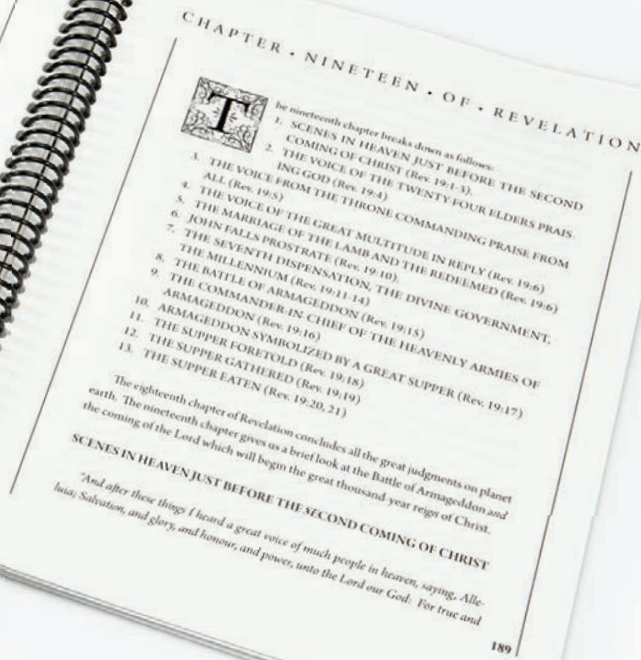 CHAPTER • NINETEEN • OF • REVELATION
The nineteenth chapter breaks down as follows:
1. SCENES IN HEAVEN JUST BEFORE THE SECOND
COMING OF CHRIST (Rev. 19:1-3).
2. THE VOICE OF THE TWENTY-FOUR ELDERS PRAIS-
ING GOD (Rev. 19:4)
3. THE VOICE FROM THE THRONE COMMANDING PRAISE FROM
ALL (Rev. 19:5)
4. THE VOICE OF THE GREAT MULTITUDE IN REPLY (Rev. 19:6)
5. THE MARRIAGE OF THE LAMB AND THE REDEEMED (Rev. 19:6)
6. JOHN FALLS PROSTRATE (Rev. 19:10).
7. THE SEVENTH DISPENSATION, THE DIVINE GOVERNMENT,
THE MILLENNIUM (Rev. 19:11-14)
8. THE BATTLE OF ARMAGEDDON (Rev. 19:15)
9. THE COMMANDER-IN-CHIEF OF THE HEAVENLY ARMIES OF
ARMAGEDDON (Rev. 19:16)
10. ARMAGEDDON SYMBOLIZED BY A GREAT SUPPER (Rev. 19:17)
11. THE SUPPER FORETOLD (Rev. 19:18)
12. THE SUPPER GATHERED (Rev. 19:19)
13. THE SUPPER EATEN (Rev. 19:20, 21)
The eighteenth chapter of Revelation concludes all the great judgments on planet
earth. The nineteenth chapter gives us a brief look at the Battle of Armageddon and
the coming of the Lord which will begin the great thousand-year reign of Christ.
SCENES IN HEAVEN JUST BEFORE THE SECOND COMING OF CHRIST
"And after these things I heard a great voice of much people in heaven, saying, Alle-
luia; Salvation, and glory, and honour, and power, unto the Lord our God: For true and
189